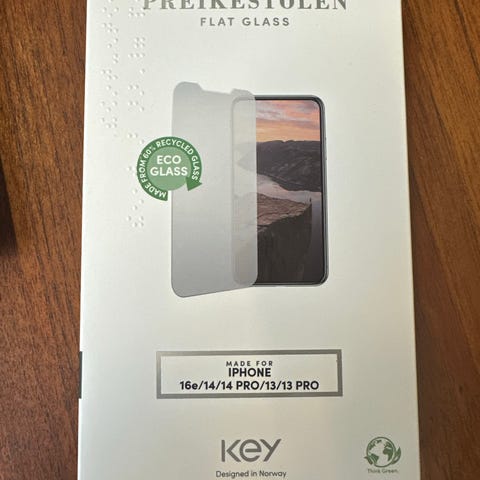 PREIKESTOLEN
FLAT GLASS
MADE FROM 60% RECYCLED GLASS
ECO
GLASS
MADE FOR
IPHONE
16e/14/14 PRO/13/13 PRO
Key
Designed in Norway
Think Green.